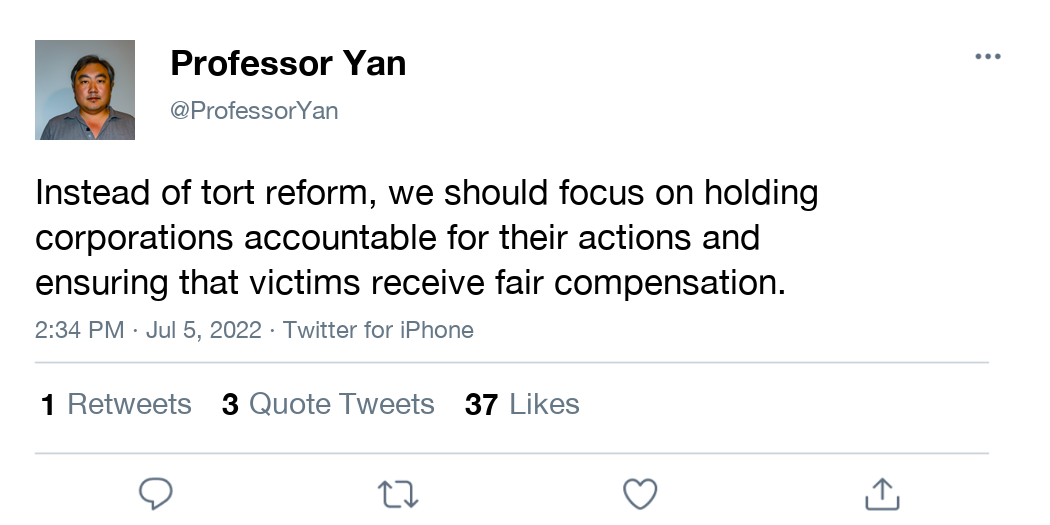 Professor Yan
@ProfessorYan
Instead of tort reform, we should focus on holding
corporations accountable for their actions and
ensuring that victims receive fair compensation.
2:34 PM · Jul 5, 2022 · Twitter for iPhone
1 Retweets 3 Quote Tweets 37 Likes